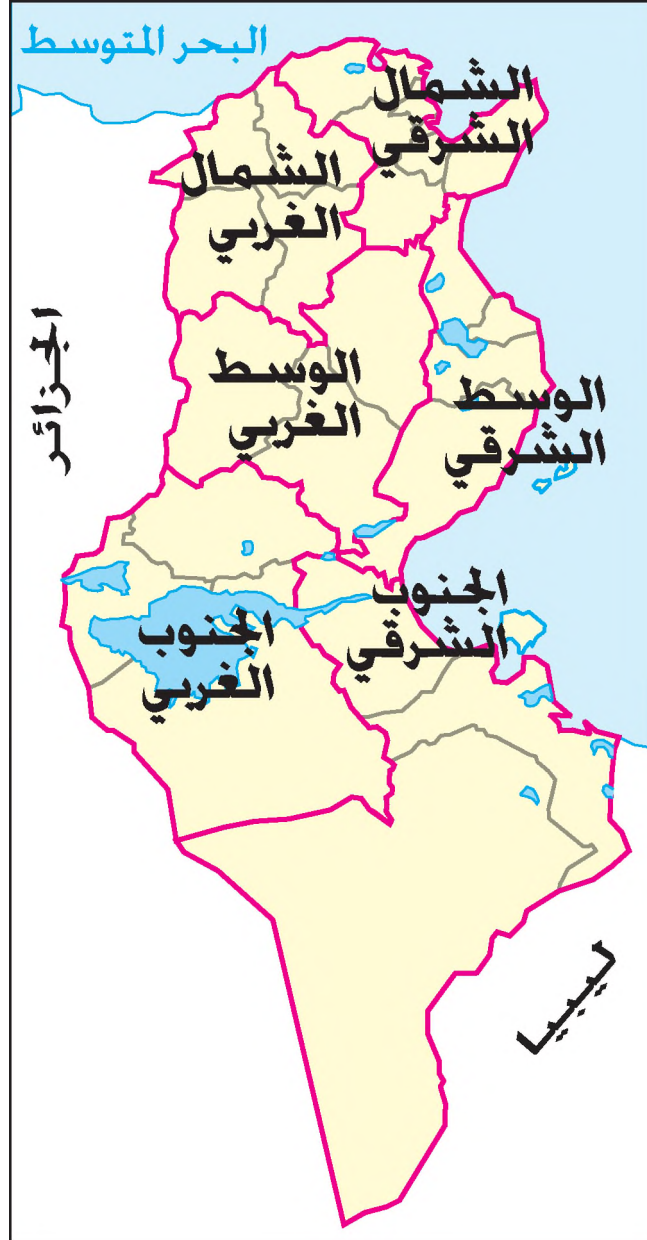 البحر المتوسط
الشمال
الشرقي
الشمال
الغربي
الجزائر
الوسط
الغربي
الوسط
الشرقي
الجنوب
الشرقي
الجنوب
الغربي
ليبيا